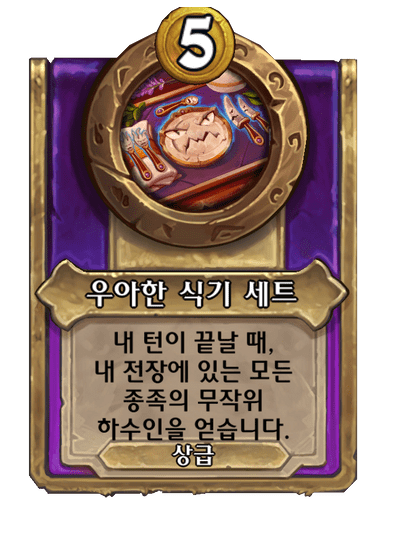 5
우아한 식기 세트
내 턴이 끝날 때,
내 전장에 있는 모든
종족의 무작위
하수인을 얻습니다.
상급